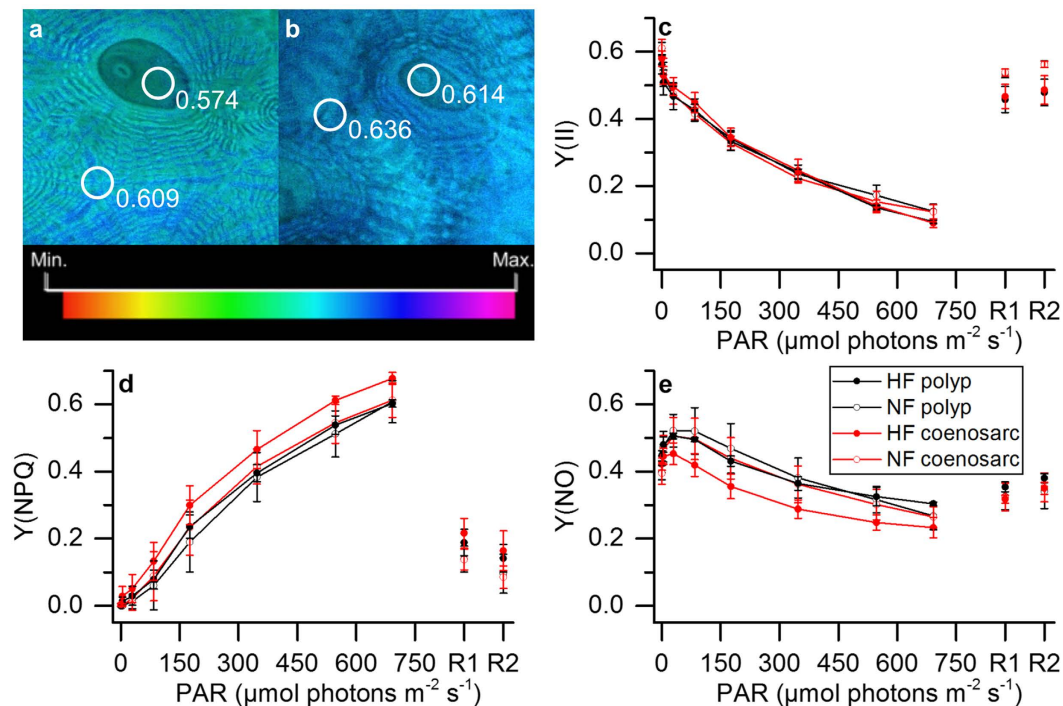 a
0.574
0.609
b
0.614
0.636
Min.
Max.
c
Y(II)
0.6
0.4
0.2
0.0
0 150 300 450 600 750 R1 R2
PAR (µmol photons m⁻² s⁻¹)
d
Y(NPQ)
0.6
0.4
0.2
0.0
0 150 300 450 600 750 R1 R2
PAR (µmol photons m⁻² s⁻¹)
e
Y(NO)
0.6
0.4
0.2
0.0
HF polyp
NF polyp
HF coenosarc
NF coenosarc
0 150 300 450 600 750 R1 R2
PAR (µmol photons m⁻² s⁻¹)